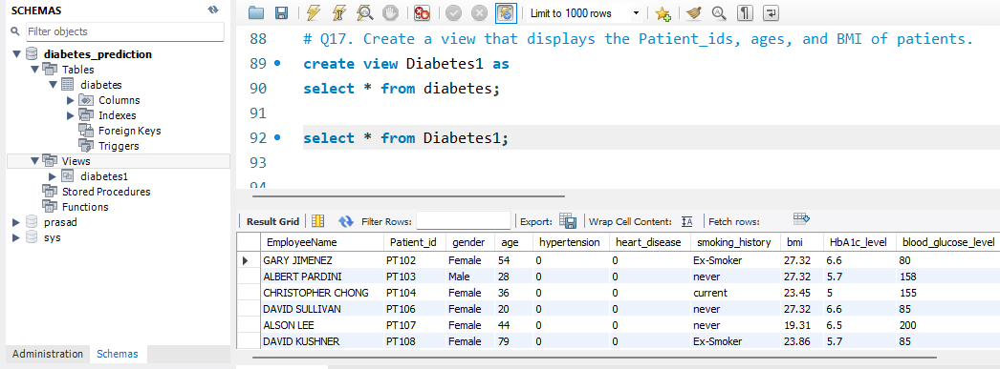 SCHEMAS
Filter objects
diabetes_prediction
Tables
diabetes
Columns
Indexes
Foreign Keys
Triggers
Views
diabetes1
Stored Procedures
Functions
prasad
sys
Administration Schemas
Limit to 1000 rows
88 # Q17. Create a view that displays the Patient_ids, ages, and BMI of patients.
89 create view Diabetes1 as
90 select * from diabetes;
91
92 select * from Diabetes1;
93
94
Result Grid Filter Rows: Export: Wrap Cell Content: IA Fetch rows:
EmployeeName Patient_id gender age hypertension heart_disease smoking_history bmi HbA1c_level blood_glucose_level
GARY JIMENEZ PT102 Female 54 0 0 Ex-Smoker 27.32 6.6 80
ALBERT PARDINI PT103 Male 28 0 0 never 27.32 5.7 158
CHRISTOPHER CHONG PT104 Female 36 0 0 current 23.45 5 155
DAVID SULLIVAN PT106 Female 20 0 0 never 27.32 6.6 85
ALSON LEE PT107 Female 44 0 0 never 19.31 6.5 200
DAVID KUSHNER PT108 Female 79 0 0 Ex-Smoker 23.86 5.7 85